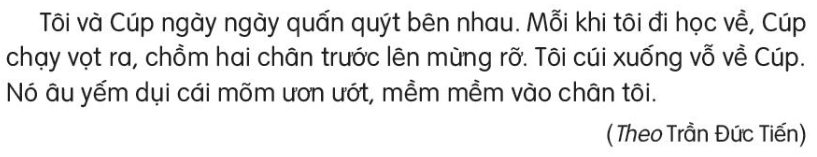 Tôi và Cúp ngày ngày quấn quýt bên nhau. Mỗi khi tôi đi học về, Cúp
chạy vọt ra, chồm hai chân trước lên mừng rỡ. Tôi cúi xuống vỗ về Cúp.
Nó âu yếm dụi cái mõm ươn ướt, mềm mềm vào chân tôi.
(Theo Trần Đức Tiến)